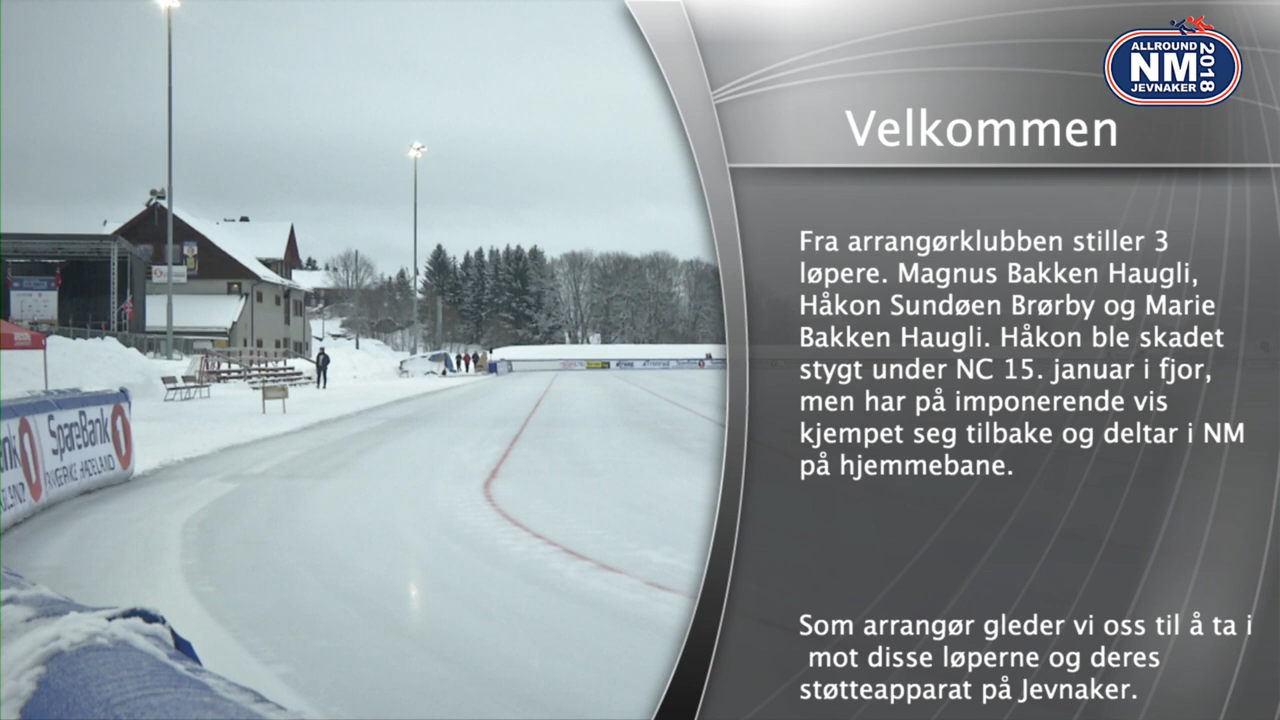 ALLROUND
NM
JEVNAKER
2018
Velkommen
Fra arrangørklubben stiller 3
løpere. Magnus Bakken Haugli,
Håkon Sundøen Brørby og Marie
Bakken Haugli. Håkon ble skadet
stygt under NC 15. januar i fjor,
men har på imponerende vis
kjempet seg tilbake og deltar i NM
på hjemmebane.
Som arrangør gleder vi oss til å ta i
mot disse løperne og deres
støtteapparat på Jevnaker.
SpareBank 1
HADELAND